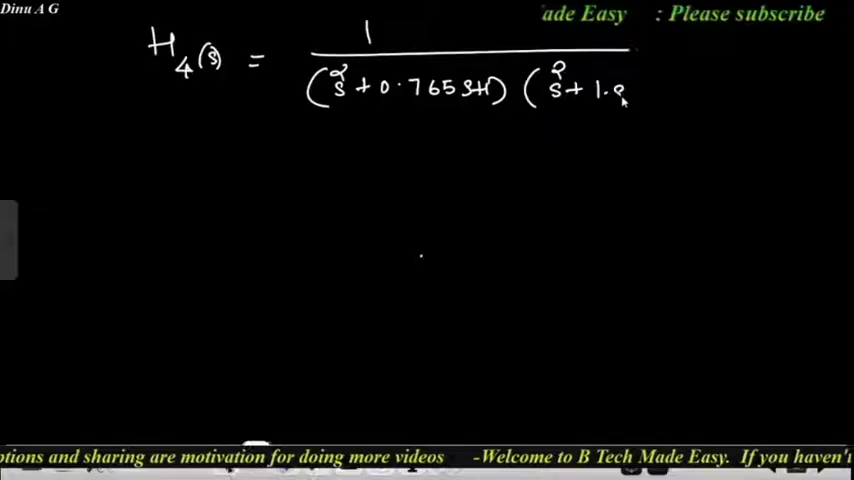 Dinu A G
ade Easy : Please subscribe
H₄(s) = 1
(s² + 0.765s+1) (s² + 1.8
ptions and sharing are motivation for doing more videos -Welcome to B Tech Made Easy. If you haven't